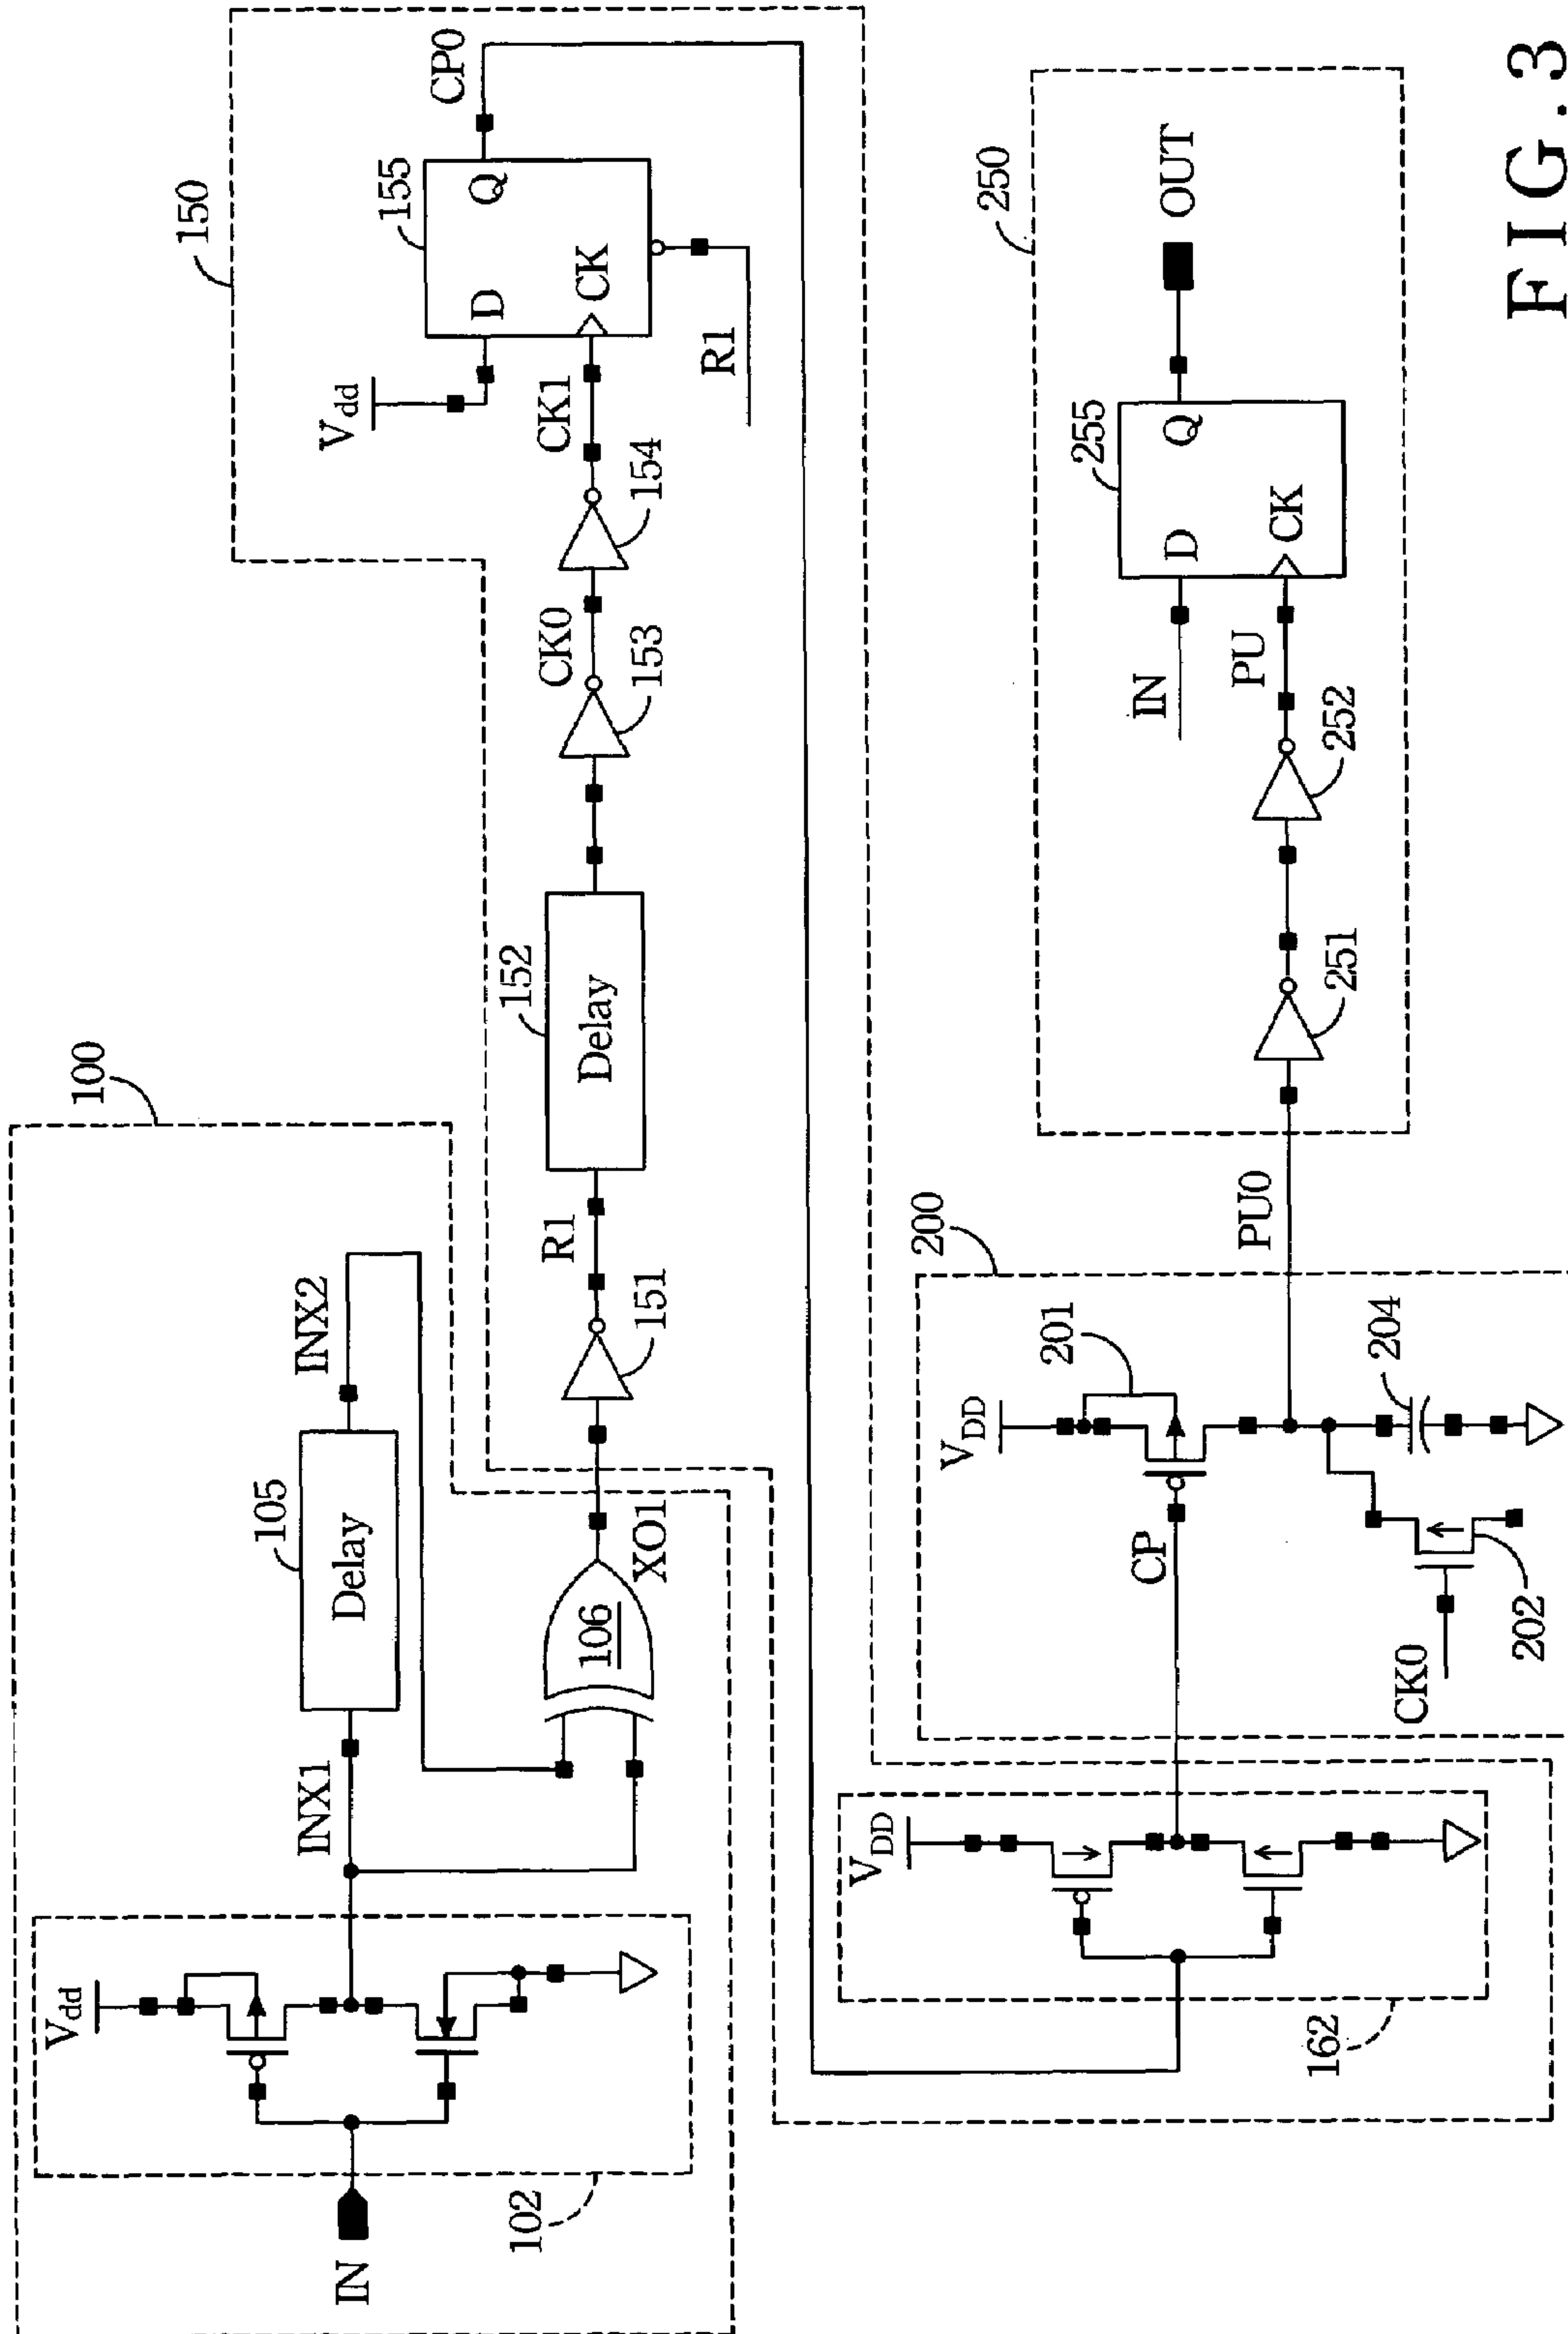 100
150
102
Vdd
IN
INX1
105
Delay
INX2
106
XO1
151
R1
152
Delay
153
CK0
154
CK1
Vdd
155
D
Q
CK
R1
CP0
162
VDD
200
VDD
201
CP
CK0
202
204
PU0
250
251
252
PU
IN
255
D
Q
CK
OUT
FIG.3